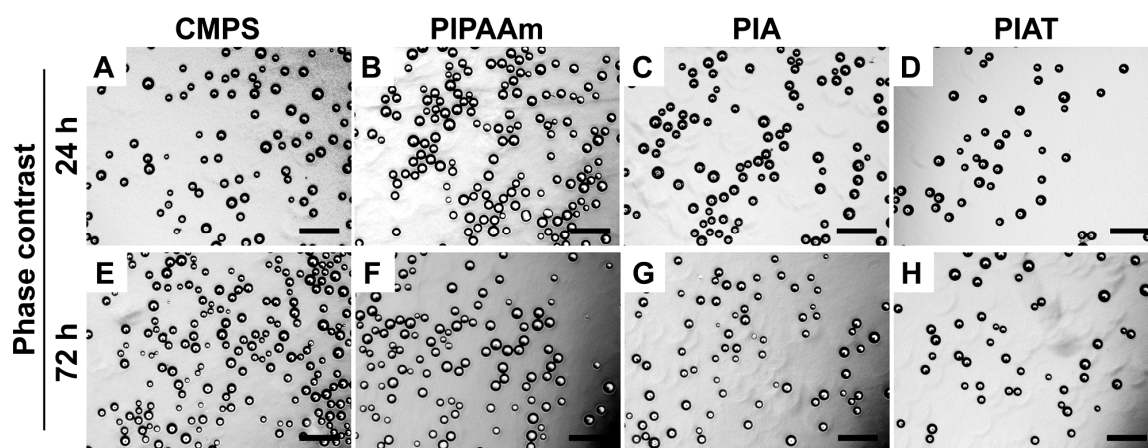 CMPS PIPAAm PIA PIAT
Phase contrast
24 h
A B C D
72 h
E F G H